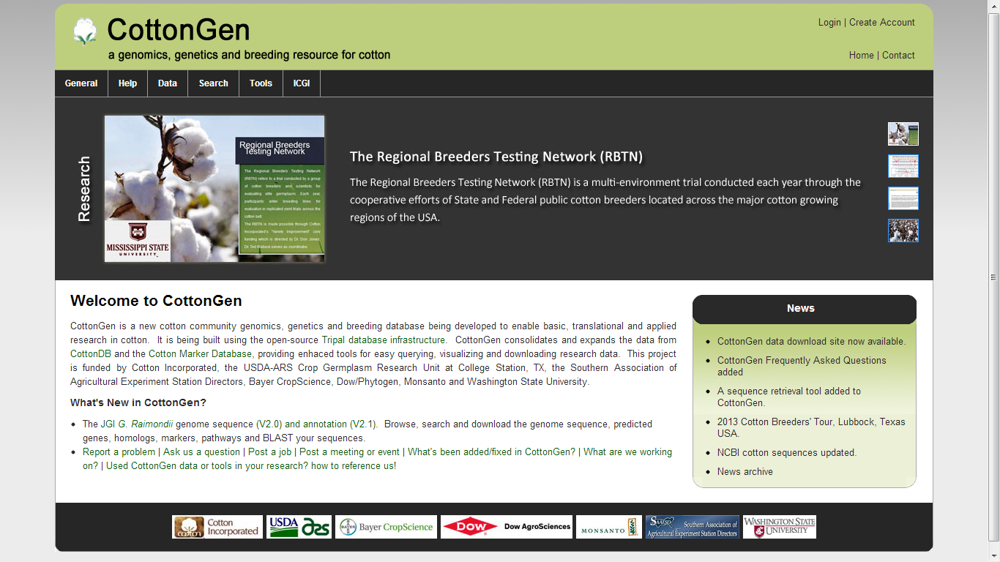 CottonGen
a genomics, genetics and breeding resource for cotton
Login | Create Account
Home | Contact
General
Help
Data
Search
Tools
ICGI
Research
Regional Breeders
Testing Network
The Regional Breeders Testing Network
(RBTN) refers to a trial conducted by a group
of cotton breeders and scientists for
evaluating elite germplasm. Each year,
participants enter breeding lines for
evaluation in replicated yield trials across the
cotton belt.
The RBTN is made possible through Cotton
Incorporated's "Variety Improvement" core
funding which is directed by Dr. Don Jones.
Dr. Ted Wallace serves as coordinator.
MISSISSIPPI STATE
UNIVERSITY
The Regional Breeders Testing Network (RBTN)
The Regional Breeders Testing Network (RBTN) is a multi-environment trial conducted each year through the
cooperative efforts of State and Federal public cotton breeders located across the major cotton growing
regions of the USA.
Welcome to CottonGen
CottonGen is a new cotton community genomics, genetics and breeding database being developed to enable basic, translational and applied
research in cotton. It is being built using the open-source Tripal database infrastructure. CottonGen consolidates and expands the data from
CottonDB and the Cotton Marker Database, providing enhaced tools for easy querying, visualizing and downloading research data. This project
is funded by Cotton Incorporated, the USDA-ARS Crop Germplasm Research Unit at College Station, TX, the Southern Association of
Agricultural Experiment Station Directors, Bayer CropScience, Dow/Phytogen, Monsanto and Washington State University.
What's New in CottonGen?
The JGI G. Raimondii genome sequence (V2.0) and annotation (V2.1). Browse, search and download the genome sequence, predicted
genes, homologs, markers, pathways and BLAST your sequences.
Report a problem | Ask us a question | Post a job | Post a meeting or event | What's been added/fixed in CottonGen? | What are we working
on? | Used CottonGen data or tools in your research? how to reference us!
News
CottonGen data download site now available.
CottonGen Frequently Asked Questions
added
A sequence retrieval tool added to
CottonGen.
2013 Cotton Breeders' Tour, Lubbock, Texas
USA.
NCBI cotton sequences updated.
News archive
Cotton
Incorporated
USDA ars
BAYER Bayer CropScience
DOW Dow AgroSciences
MONSANTO
SAAESD Southern Association of
Agricultural Experiment Station Directors
WASHINGTON STATE
UNIVERSITY